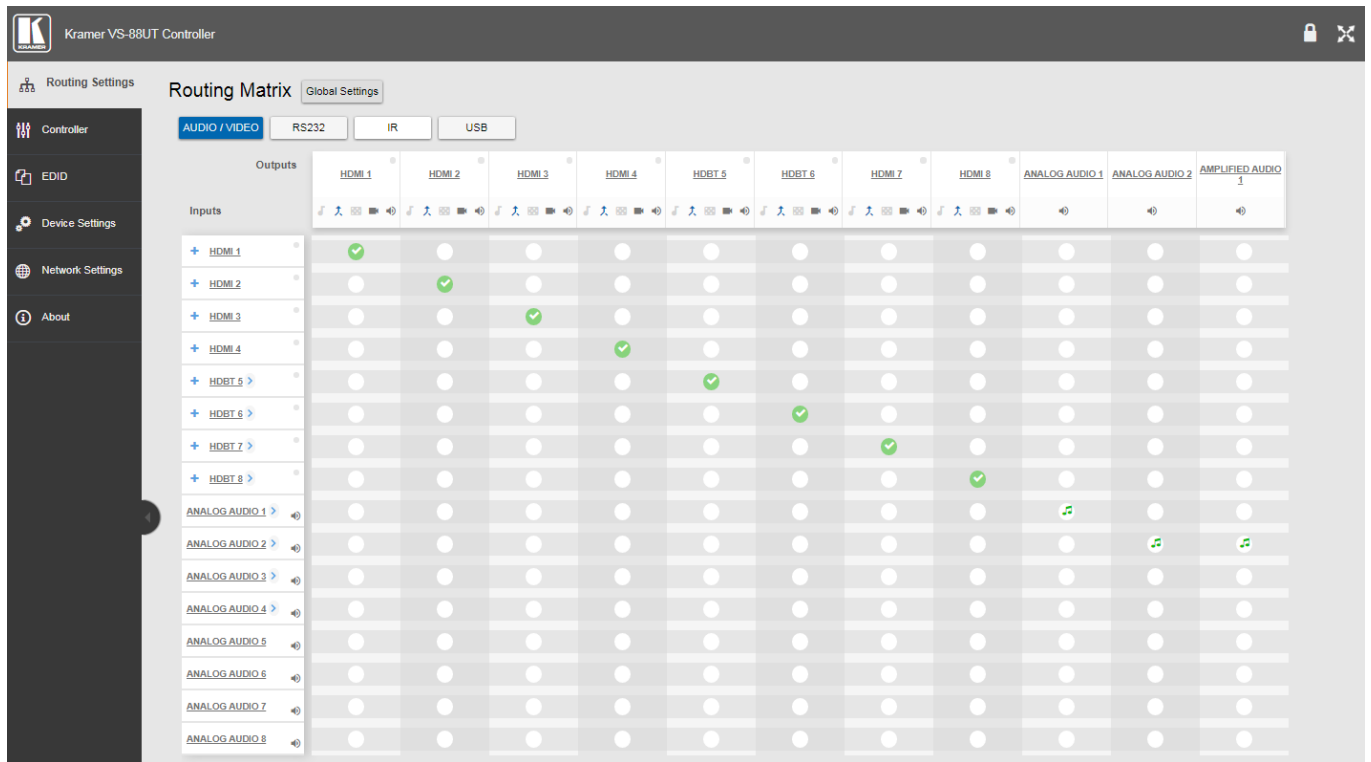 KRAMER
Kramer VS-88UT Controller
Routing Settings
Controller
EDID
Device Settings
Network Settings
About
Routing Matrix Global Settings
AUDIO / VIDEO RS232 IR USB
Outputs HDMI 1 HDMI 2 HDMI 3 HDMI 4 HDBT 5 HDBT 6 HDMI 7 HDMI 8 ANALOG AUDIO 1 ANALOG AUDIO 2 AMPLIFIED AUDIO 1
Inputs
+ HDMI 1
+ HDMI 2
+ HDMI 3
+ HDMI 4
+ HDBT 5 >
+ HDBT 6 >
+ HDBT 7 >
+ HDBT 8 >
ANALOG AUDIO 1 >
ANALOG AUDIO 2 >
ANALOG AUDIO 3 >
ANALOG AUDIO 4 >
ANALOG AUDIO 5
ANALOG AUDIO 6
ANALOG AUDIO 7
ANALOG AUDIO 8